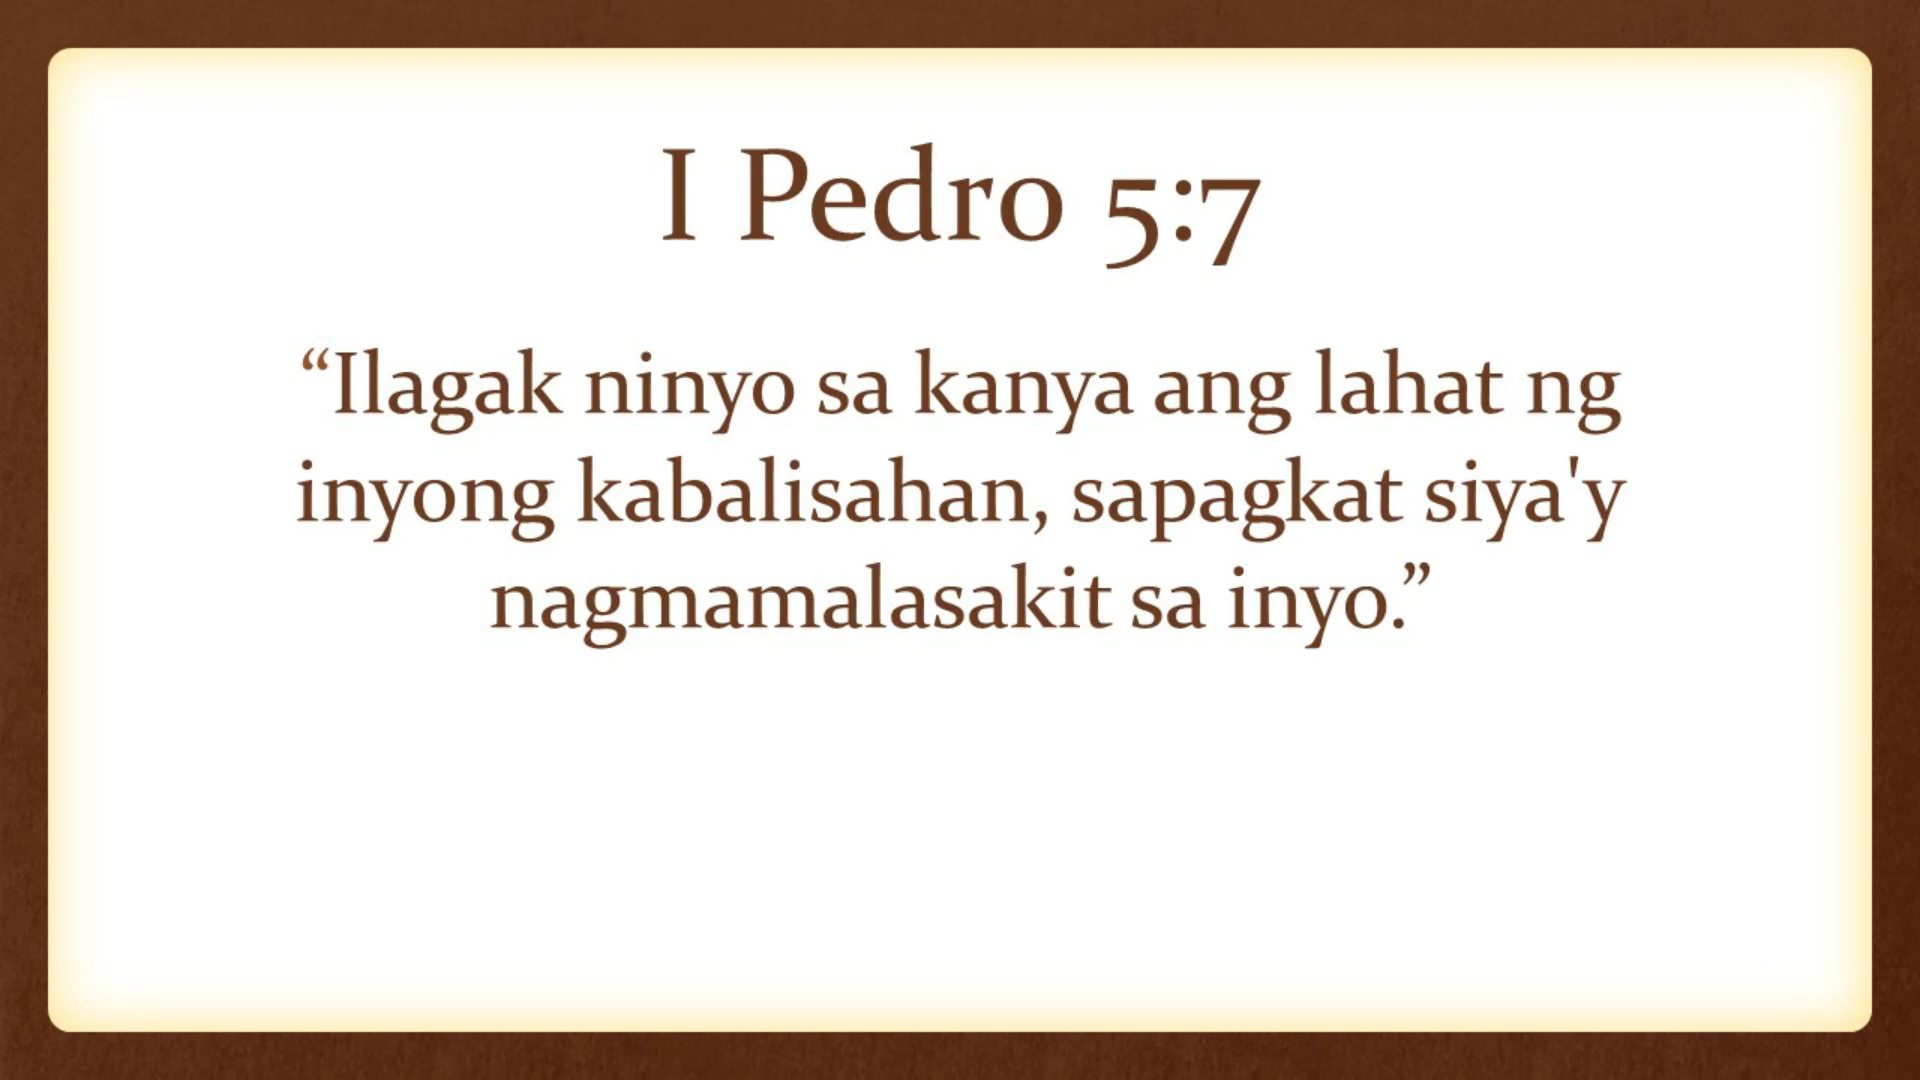 I Pedro 5:7
“Ilagak ninyo sa kanya ang lahat ng
inyong kabalisahan, sapagkat siya'y
nagmamalasakit sa inyo.”